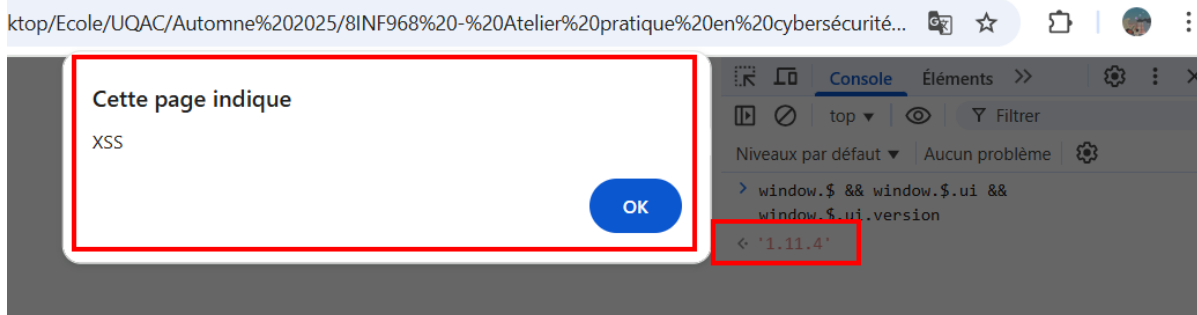 ktop/Ecole/UQAC/Automne%202025/8INF968%20-%20Atelier%20pratique%20en%20cybersécurité...
Cette page indique
XSS
OK
Console Éléments
top ▾ Filtrer
Niveaux par défaut ▾ Aucun problème
> window.$ && window.$.ui &&
window.$.ui.version
<· '1.11.4'